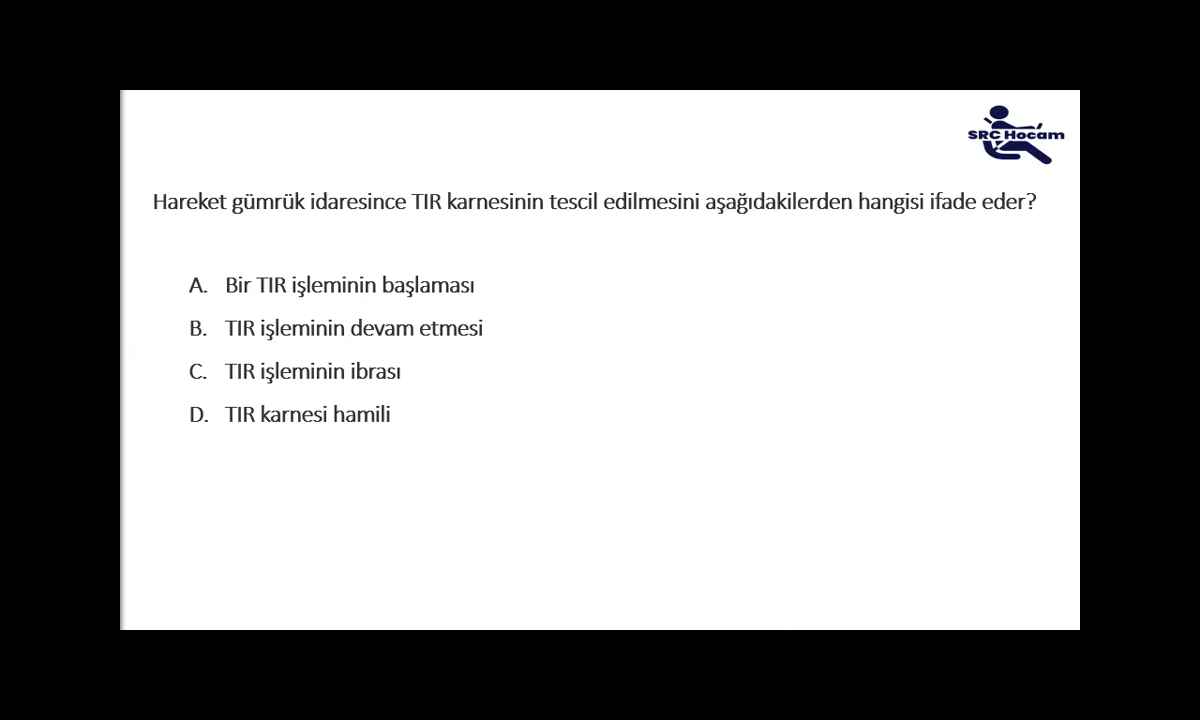 SRC Hocam
Hareket gümrük idaresince TIR karnesinin tescil edilmesini aşağıdakilerden hangisi ifade eder?
A. Bir TIR işleminin başlaması
B. TIR işleminin devam etmesi
C. TIR işleminin ibrası
D. TIR karnesi hamili